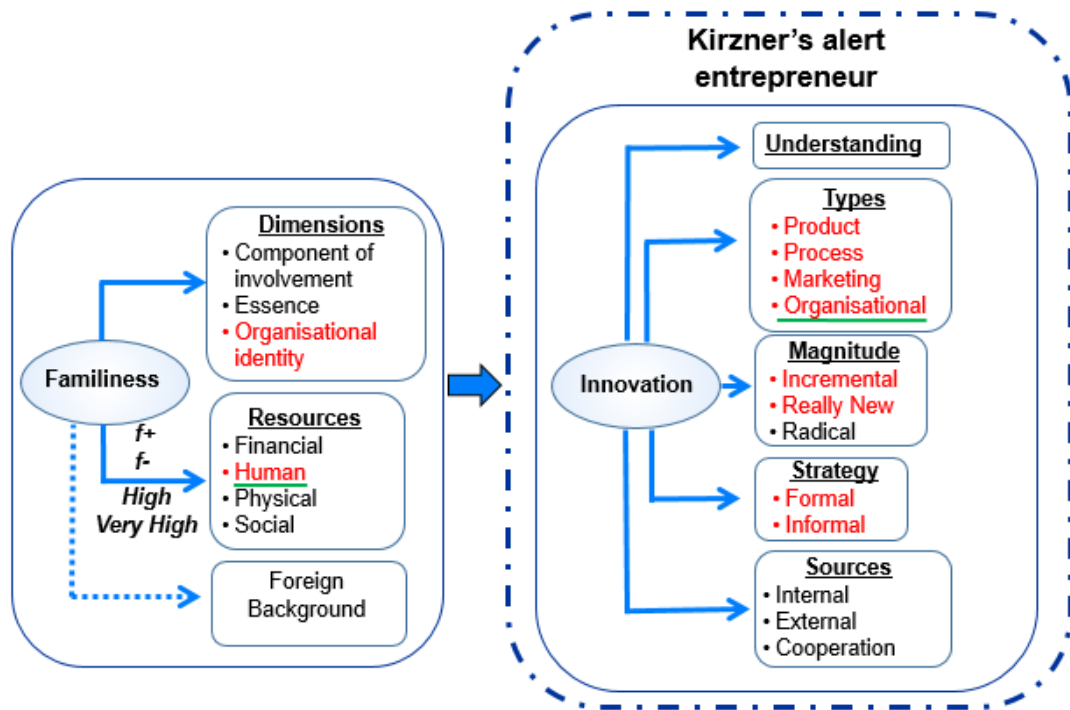 Kirzner's alert
entrepreneur
Familiness
Dimensions
• Component of
involvement
• Essence
• Organisational
identity
f+
f-
High
Very High
Resources
• Financial
• Human
• Physical
• Social
Foreign
Background
Innovation
Understanding
Types
• Product
• Process
• Marketing
• Organisational
Magnitude
• Incremental
• Really New
• Radical
Strategy
• Formal
• Informal
Sources
• Internal
• External
• Cooperation